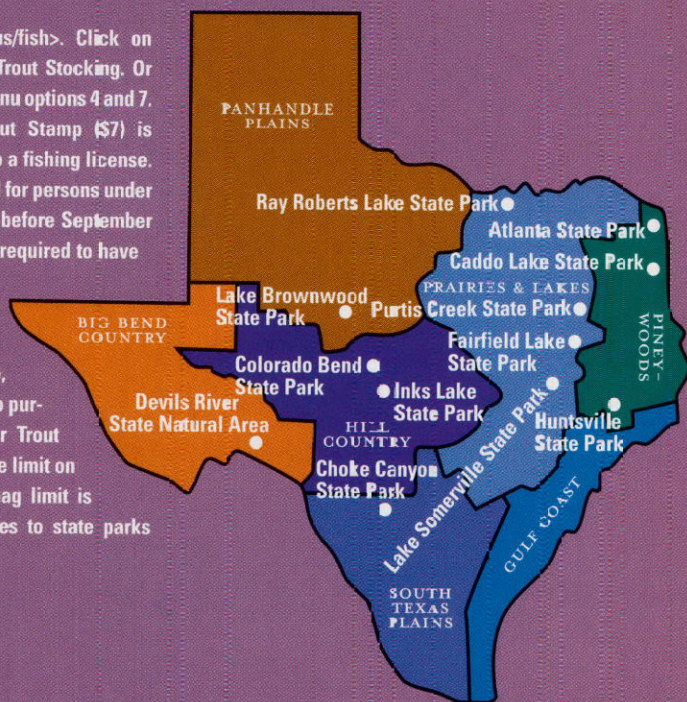 us/fish>. Click on
Trout Stocking. Or
nu options 4 and 7.
ut Stamp ($7) is
o a fishing license.
l for persons under
before September
required to have
,
o pur-
r Trout
e limit on
ag limit is
es to state parks
PANHANDLE
PLAINS
Ray Roberts Lake State Park
Atlanta State Park
Caddo Lake State Park
PRAIRIES & LAKES
Lake Brownwood
State Park
Purtis Creek State Park
PINEY-
WOODS
BIG BEND
COUNTRY
Fairfield Lake
State Park
Colorado Bend
State Park
Inks Lake
State Park
Devils River
State Natural Area
HILL
COUNTRY
Huntsville
State Park
Lake Somerville State Park
Choke Canyon
State Park
GULF COAST
SOUTH
TEXAS
PLAINS